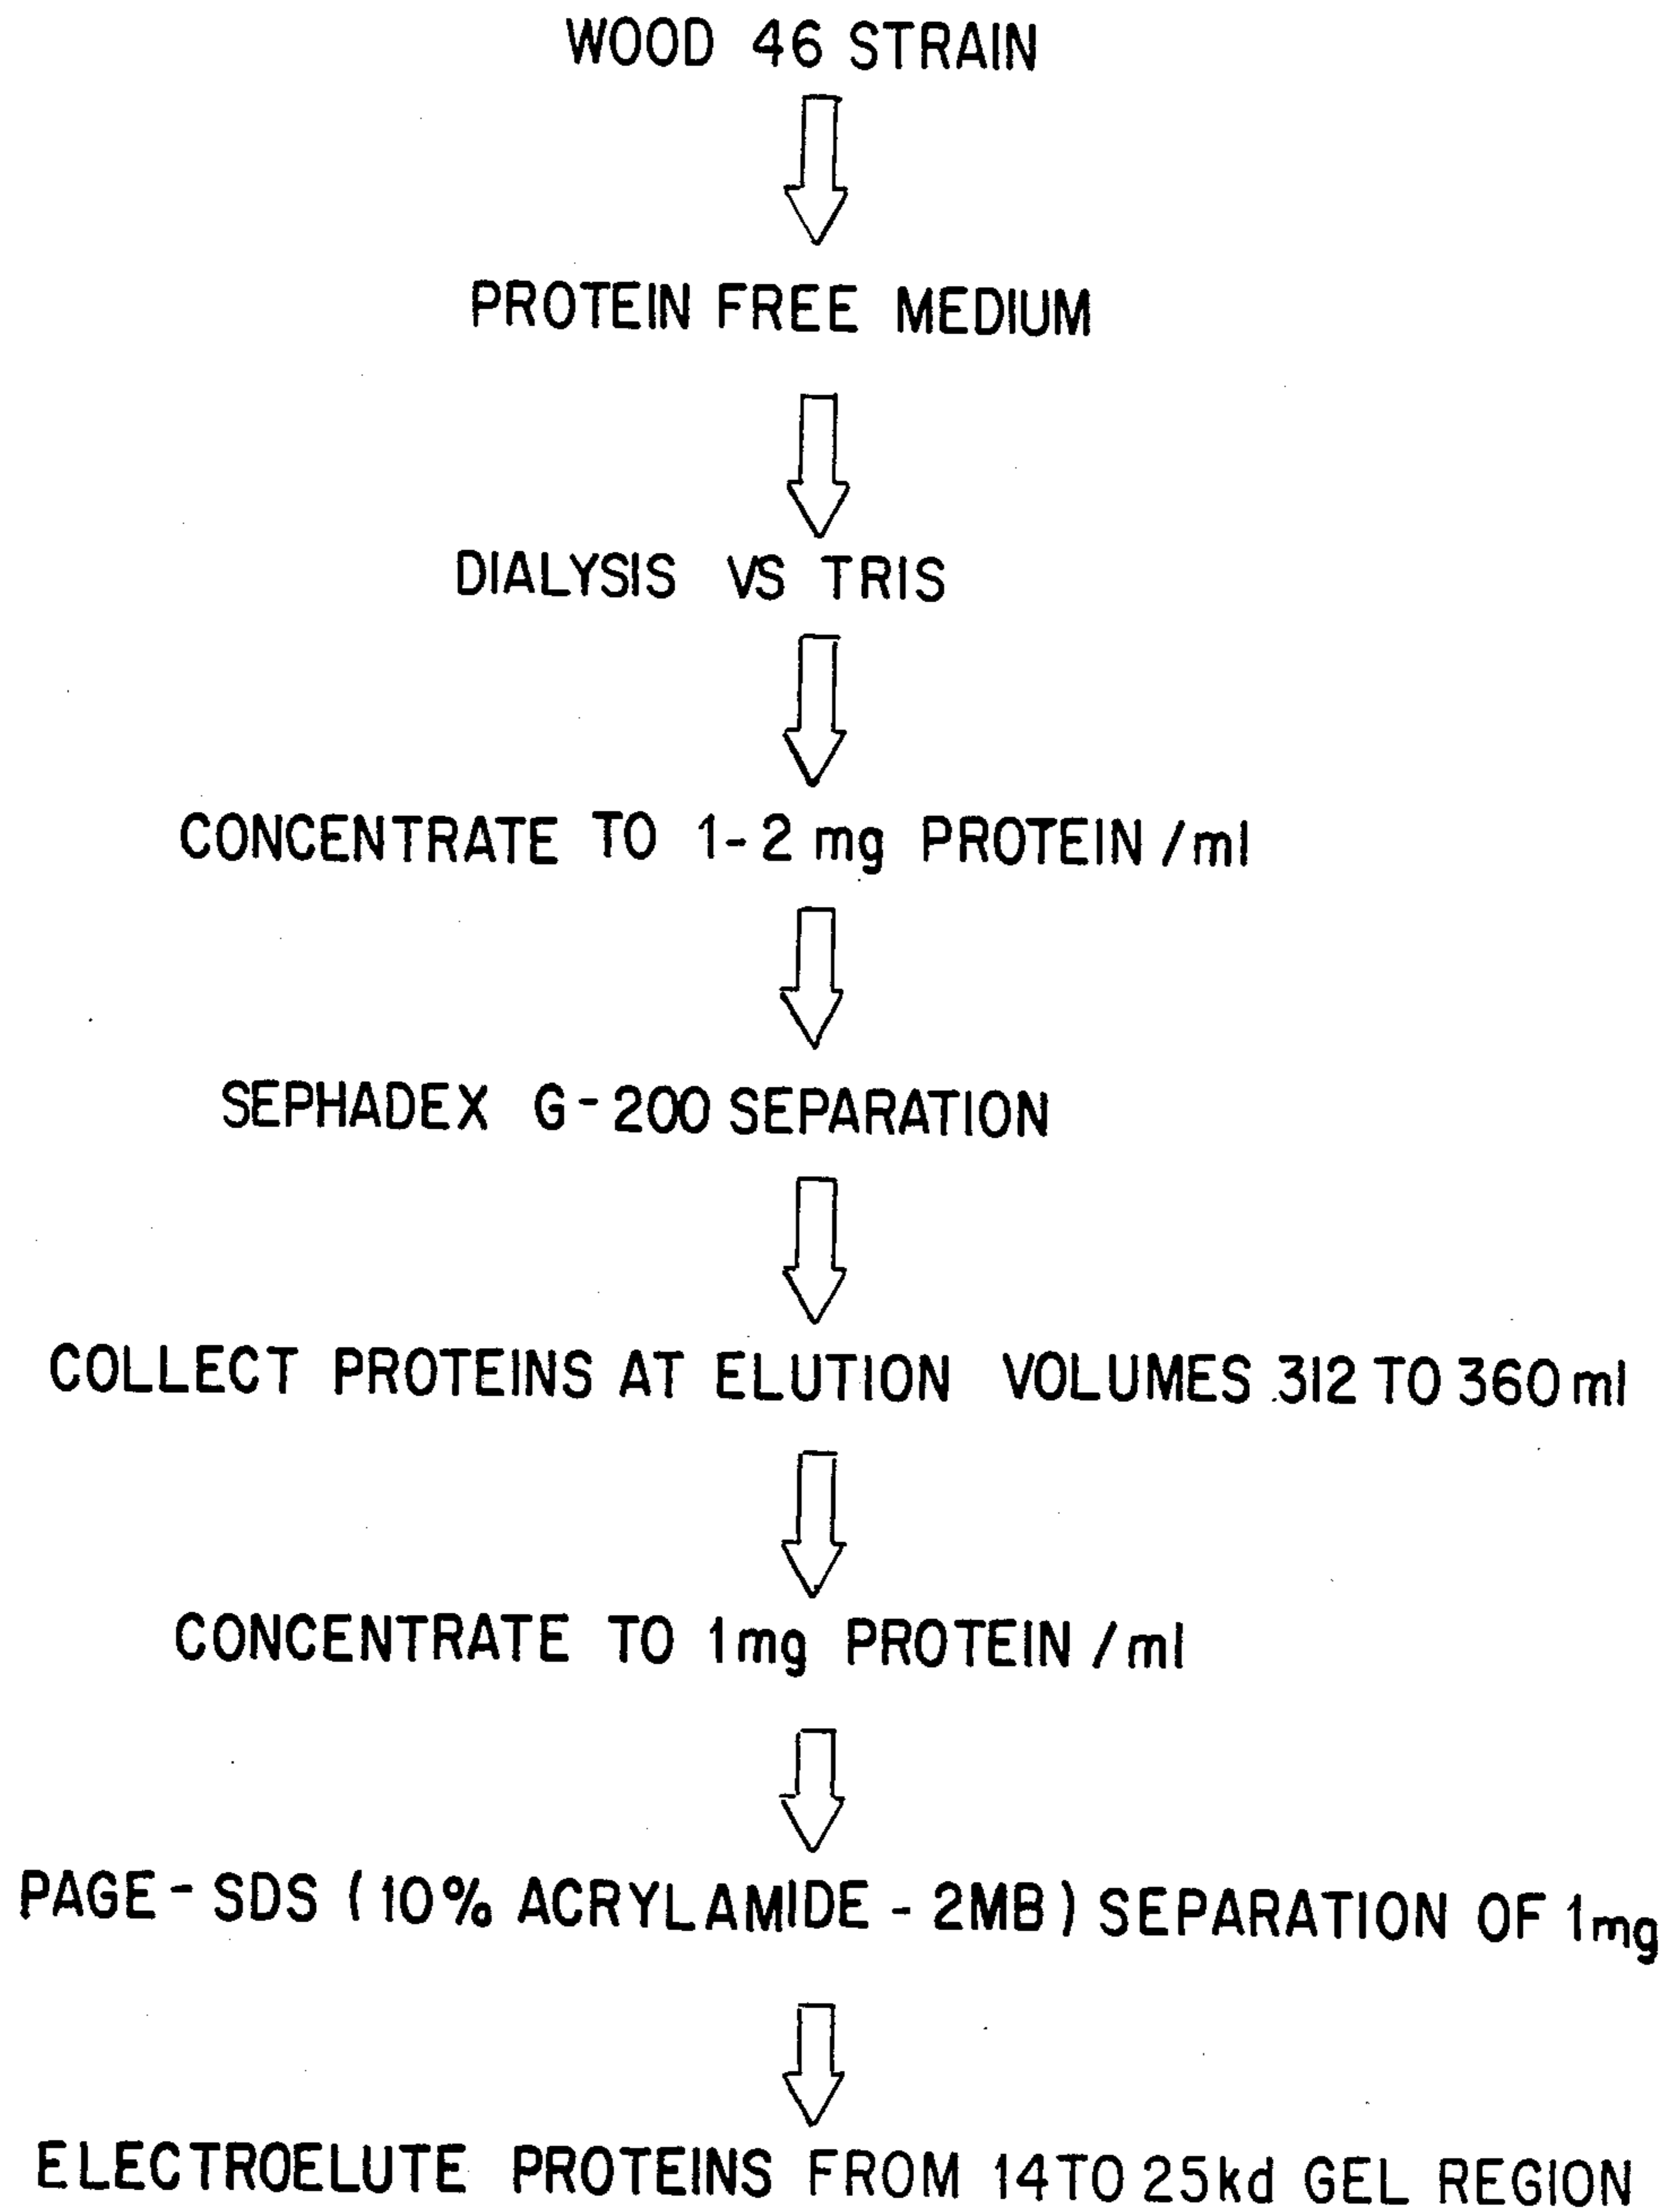 WOOD 46 STRAIN
PROTEIN FREE MEDIUM
DIALYSIS VS TRIS
CONCENTRATE TO 1-2 mg PROTEIN /ml
SEPHADEX G-200 SEPARATION
COLLECT PROTEINS AT ELUTION VOLUMES 312 TO 360 ml
CONCENTRATE TO 1mg PROTEIN /ml
PAGE-SDS (10% ACRYLAMIDE - 2MB) SEPARATION OF 1mg
ELECTROELUTE PROTEINS FROM 14 TO 25kd GEL REGION